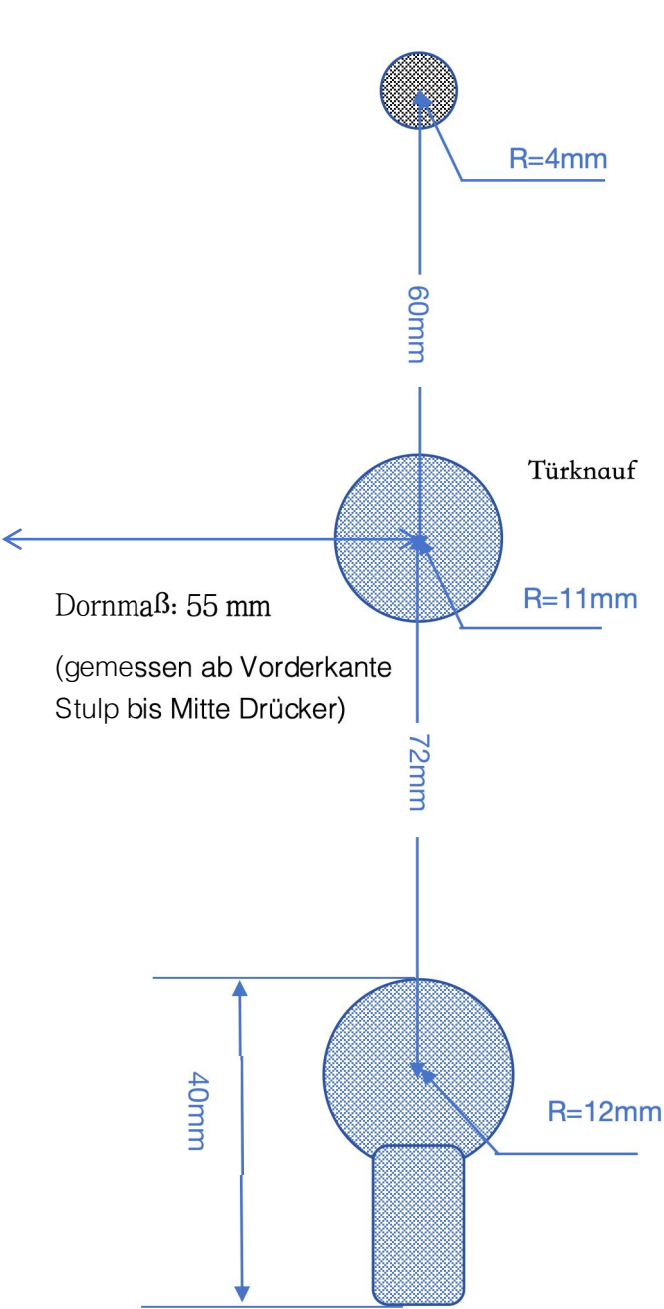 R=4mm
60mm
Türknauf
R=11mm
Dornmaß: 55 mm
(gemessen ab Vorderkante
Stulp bis Mitte Drücker)
72mm
40mm
R=12mm